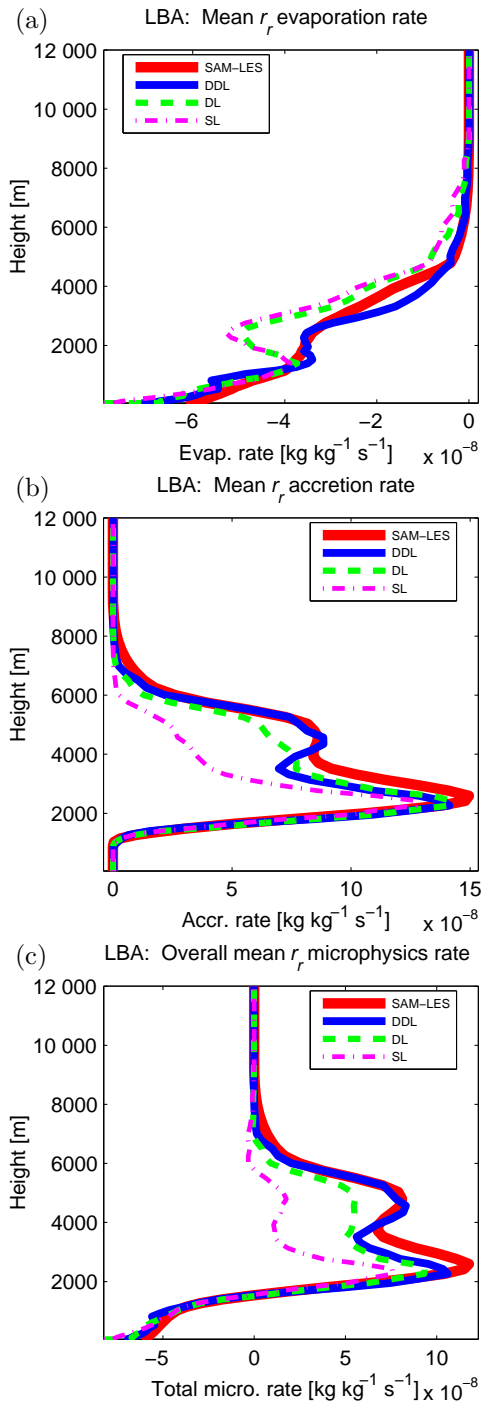 (a)
LBA: Mean r_r evaporation rate
12 000
10 000
8000
6000
4000
2000
Height [m]
SAM−LES
DDL
DL
SL
−6
−4
−2
0
Evap. rate [kg kg⁻¹ s⁻¹]
x 10⁻⁸
(b)
LBA: Mean r_r accretion rate
12 000
10 000
8000
6000
4000
2000
Height [m]
SAM−LES
DDL
DL
SL
0
5
10
15
Accr. rate [kg kg⁻¹ s⁻¹]
x 10⁻⁸
(c)
LBA: Overall mean r_r microphysics rate
12 000
10 000
8000
6000
4000
2000
Height [m]
SAM−LES
DDL
DL
SL
−5
0
5
10
Total micro. rate [kg kg⁻¹ s⁻¹]
x 10⁻⁸